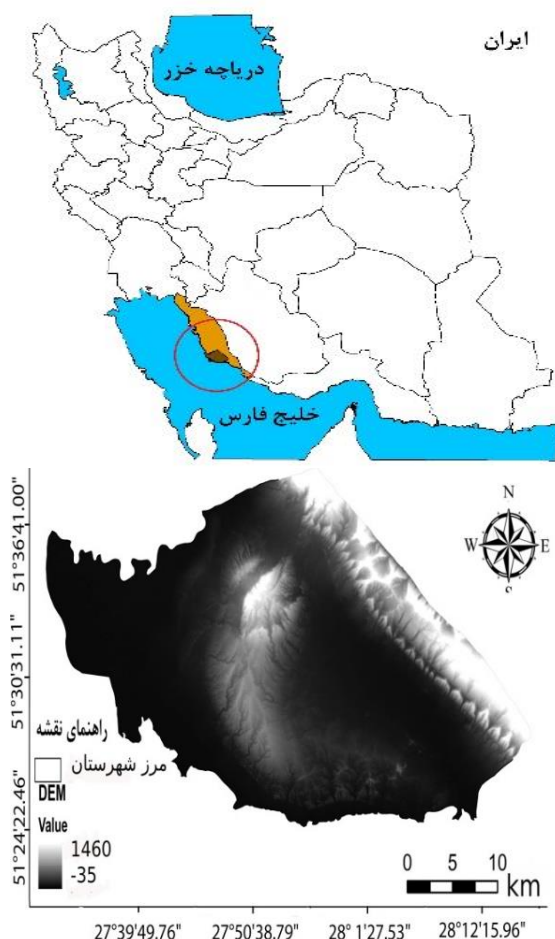 ایران
دریاچه خزر
خلیج فارس
N
W E
S
51°36'41.00"
51°30'31.11"
51°24'22.46"
راهنمای نقشه
مرز شهرستان
DEM
Value
1460
-35
0 5 10
km
27°39'49.76" 27°50'38.79" 28°1'27.53" 28°12'15.96"